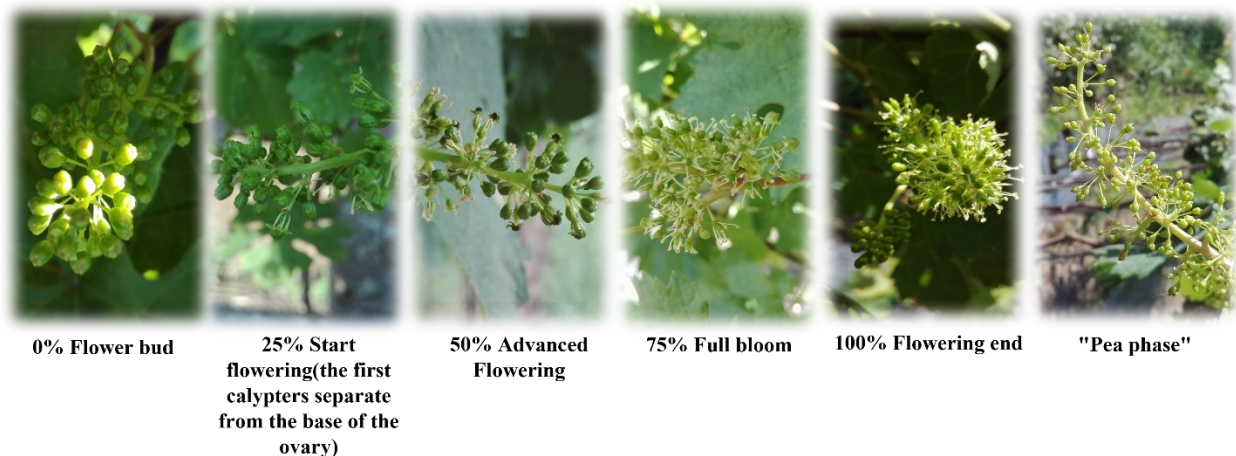 0% Flower bud
25% Start
flowering(the first
calypters separate
from the base of the
ovary)
50% Advanced
Flowering
75% Full bloom
100% Flowering end
"Pea phase"